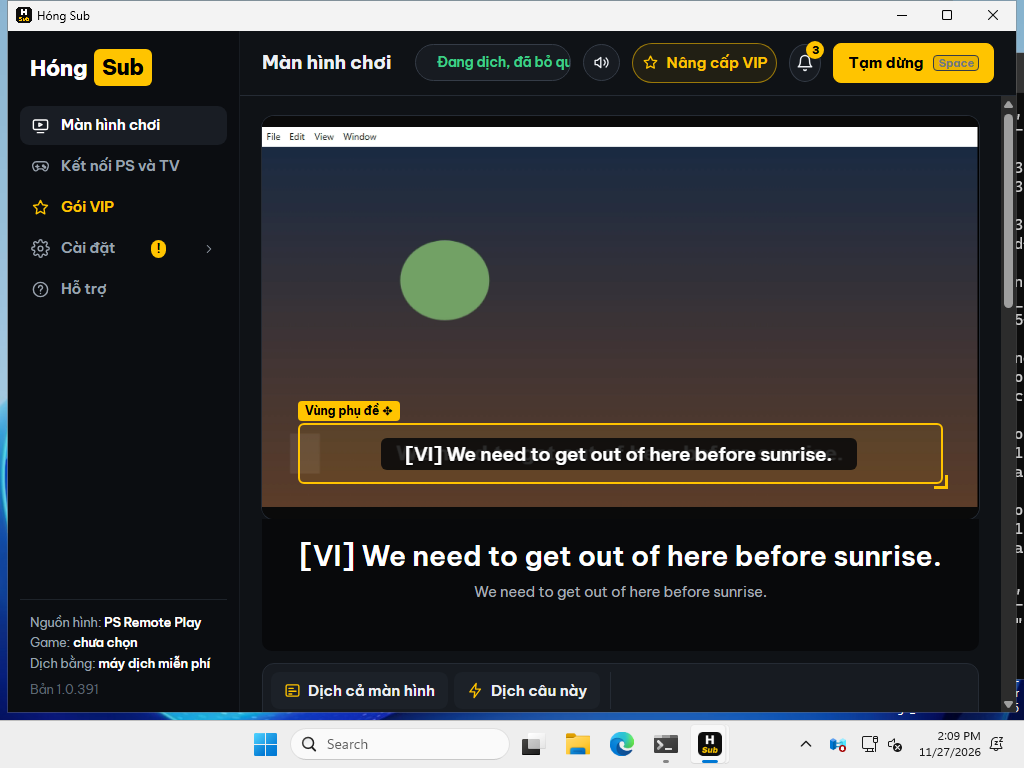 Hóng Sub
Hóng Sub
Màn hình chơi
Kết nối PS và TV
Gói VIP
Cài đặt !
Hỗ trợ
Nguồn hình: PS Remote Play
Game: chưa chọn
Dịch bằng: máy dịch miễn phí
Bản 1.0.391
Màn hình chơi
Đang dịch, đã bỏ qu
Nâng cấp VIP
3
Tạm dừng Space
File Edit View Window
Vùng phụ đề
[VI] We need to get out of here before sunrise.
[VI] We need to get out of here before sunrise.
We need to get out of here before sunrise.
Dịch cả màn hình
Dịch câu này
Search
2:09 PM
11/27/2026